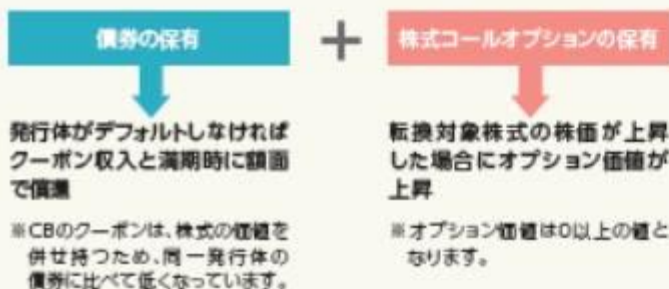 債券の保有
+
株式コールオプションの保有
発行体がデフォルトしなければ
クーポン収入と満期時に額面
で償還
※CBのクーポンは、株式の価値を
併せ持つため、同一発行体の
債券に比べて低くなっています。
転換対象株式の株価が上昇
した場合にオプション価値が
上昇
※オプション価値は0以上の値と
なります。